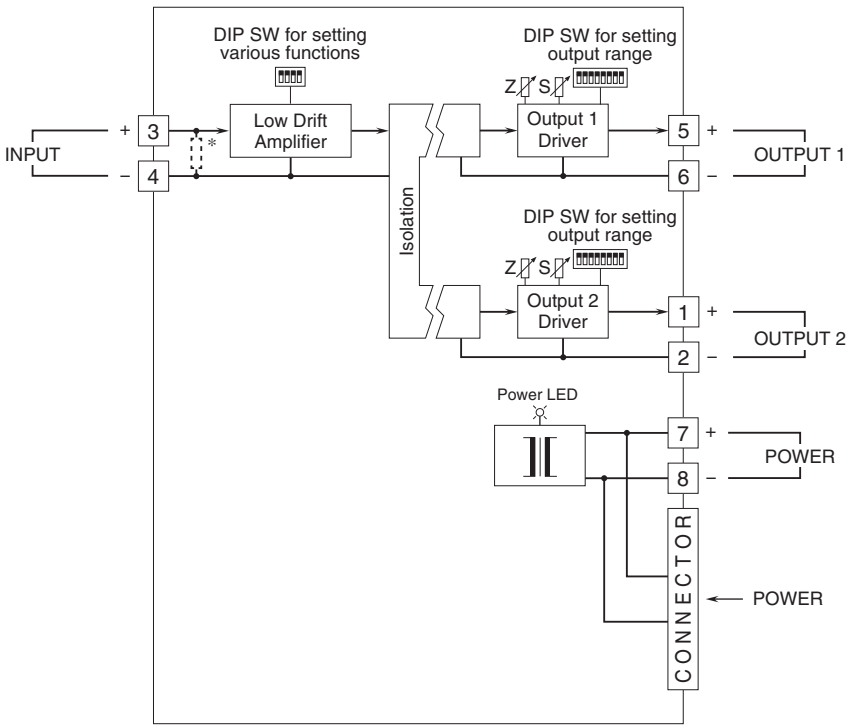 DIP SW for setting
various functions
DIP SW for setting
output range
Z S
INPUT
+ 3
*
Low Drift
Amplifier
Output 1
Driver
5 +
OUTPUT 1
− 4
6 −
Isolation
DIP SW for setting
output range
Z S
Output 2
Driver
1 +
OUTPUT 2
2 −
Power LED
7 +
POWER
8 −
CONNECTOR
POWER